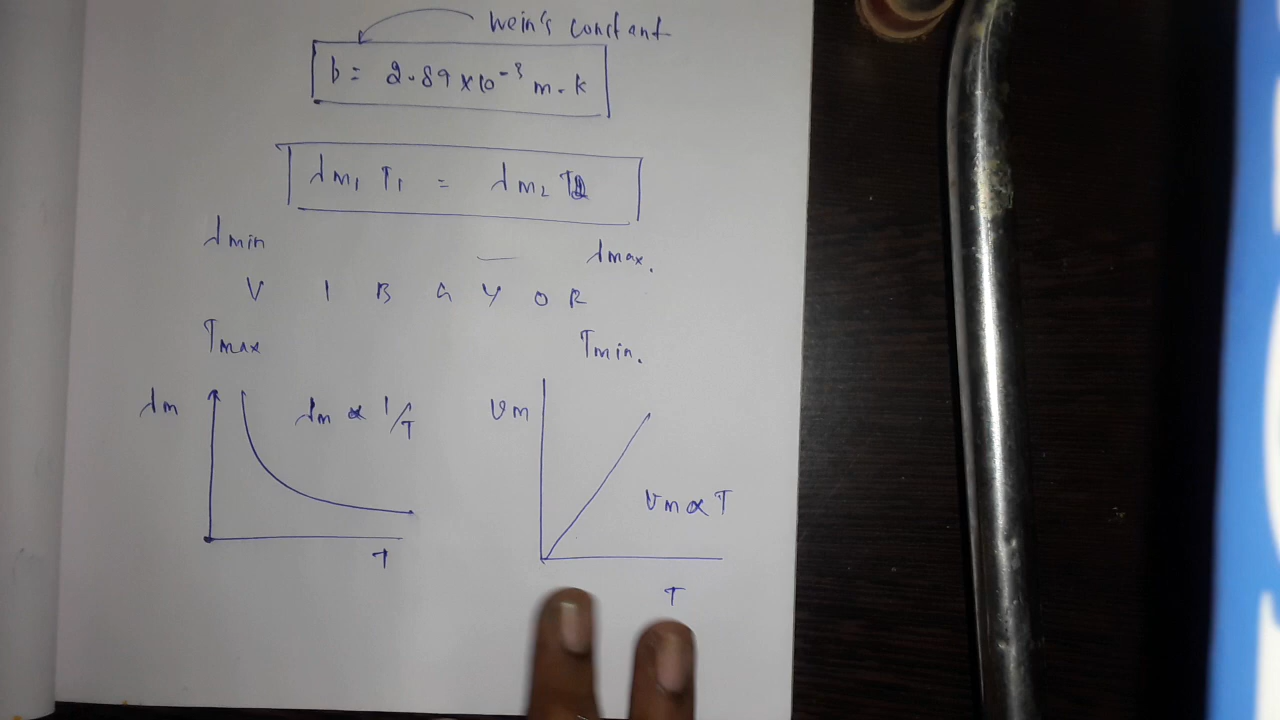 wein's constant
b = 2.89 × 10⁻³ m.k
λm₁ T₁ = λm₂ T₂
λmin λmax.
V I B G Y O R
Tmax Tmin.
λm λm ∝ 1/T
νm νm ∝ T
T T